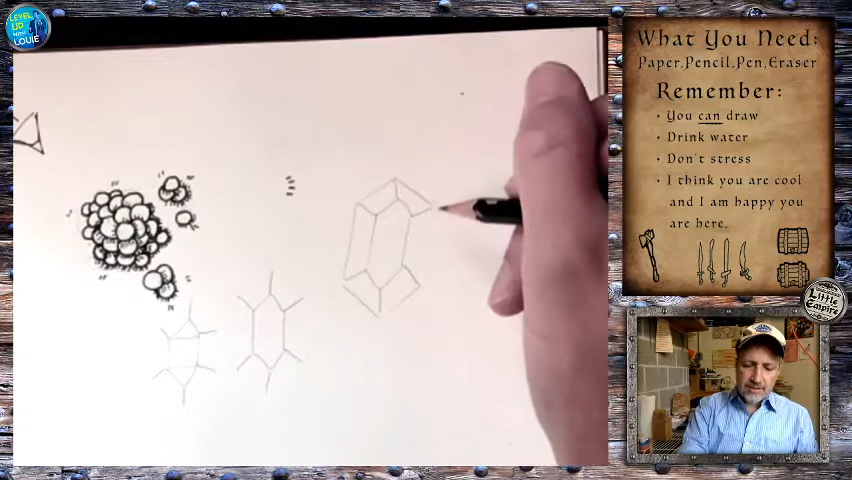 LEVEL
UP
WITH
LOUIE
What You Need:
Paper,Pencil,Pen,Eraser
Remember:
• You can draw
• Drink water
• Don't stress
• I think you are cool
and I am happy you
are here.
Little
Empire